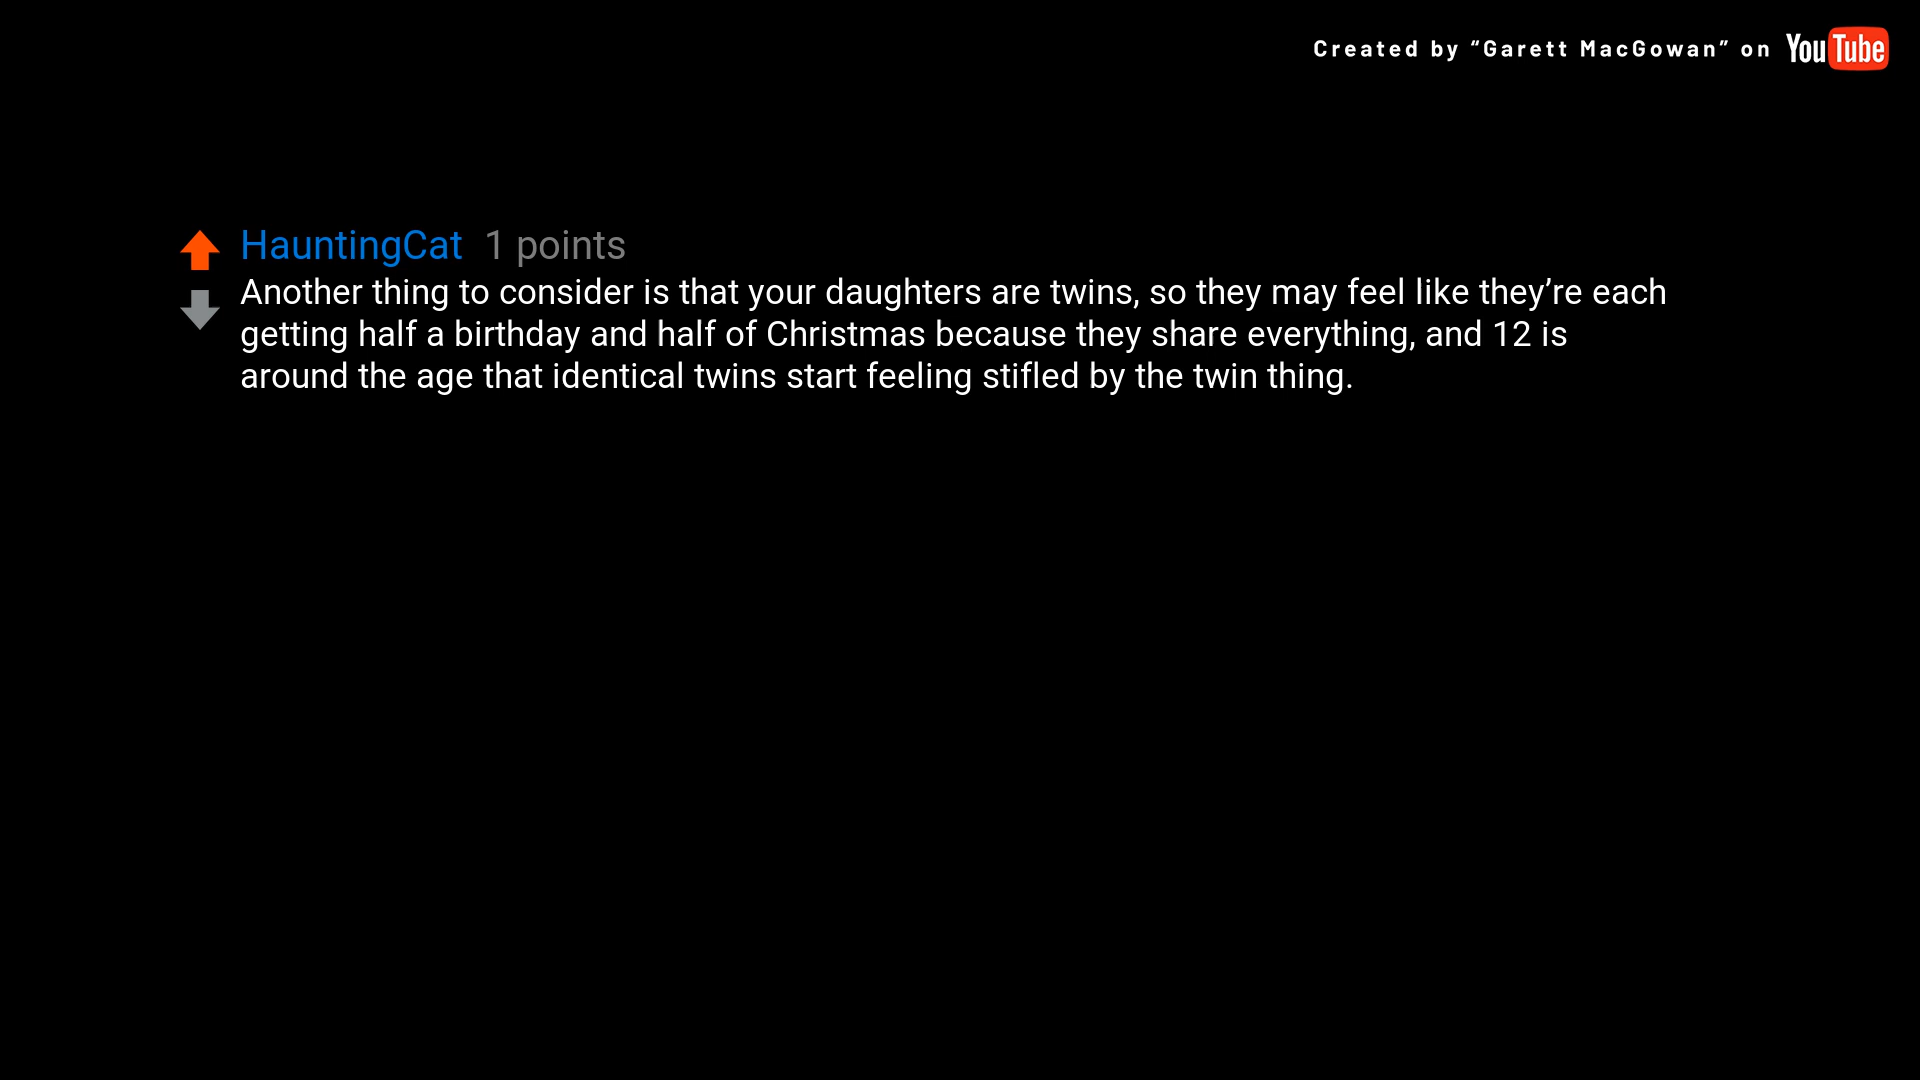 Created by “Garett MacGowan” on YouTube
HauntingCat 1 points
Another thing to consider is that your daughters are twins, so they may feel like they’re each
getting half a birthday and half of Christmas because they share everything, and 12 is
around the age that identical twins start feeling stifled by the twin thing.